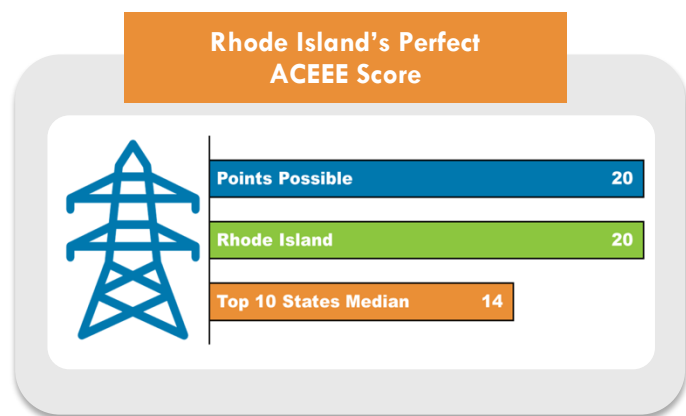 Rhode Island’s Perfect
ACEEE Score
Points Possible 20
Rhode Island 20
Top 10 States Median 14